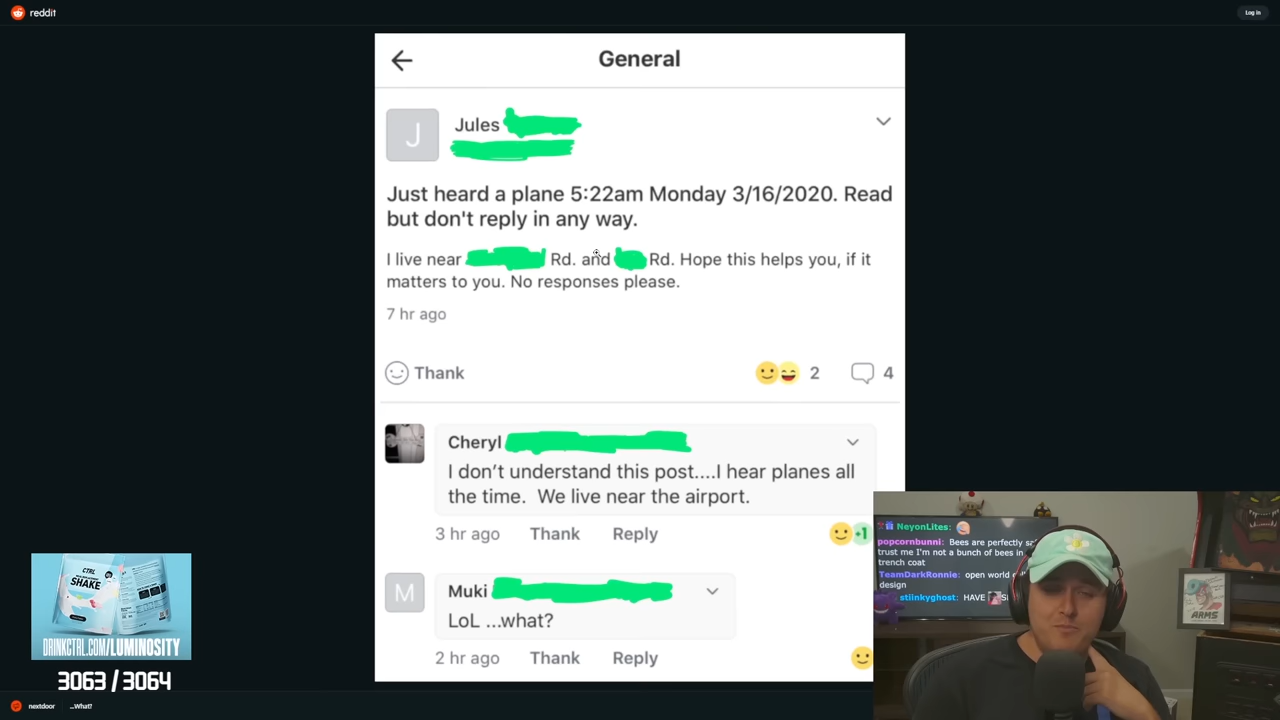 reddit
Log in
General
J
Jules
Just heard a plane 5:22am Monday 3/16/2020. Read
but don't reply in any way.
I live near Rd. and Rd. Hope this helps you, if it
matters to you. No responses please.
7 hr ago
Thank
2
4
Cheryl
I don't understand this post....I hear planes all
the time. We live near the airport.
3 hr ago Thank Reply
+1
M
Muki
LoL ...what?
2 hr ago Thank Reply
NeyonLites:
popcornbunni: Bees are perfectly
trust me I'm not a bunch of bees in
trench coat
TeamDarkRonnie: open world
design
stiinkyghost: HAVE
ARMS
CTRL
SHAKE
DRINKCTRL.COM/LUMINOSITY
3063 / 3064
nextdoor ...What?